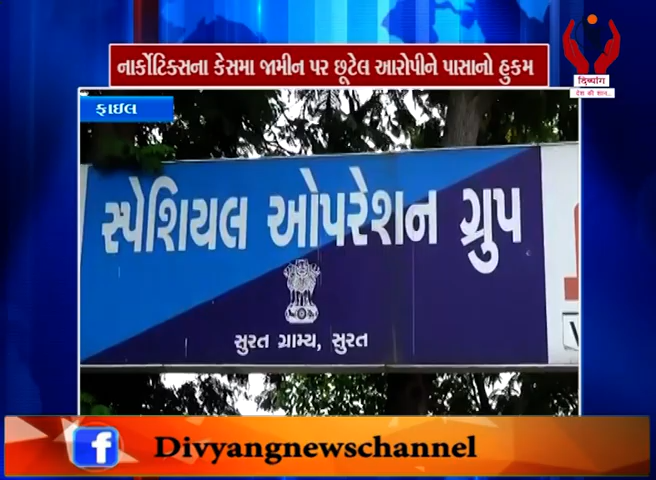 નાર્કોટિક્સના કેસમા જામીન પર છૂટેલ આરોપીને પાસાનો હુકમ
दिव्यांग
देश की शान..
ફાઇલ
સ્પેશિયલ ઓપરેશન ગ્રુપ
સુરત ગ્રામ્ય, સુરત
f Divyangnewschannel